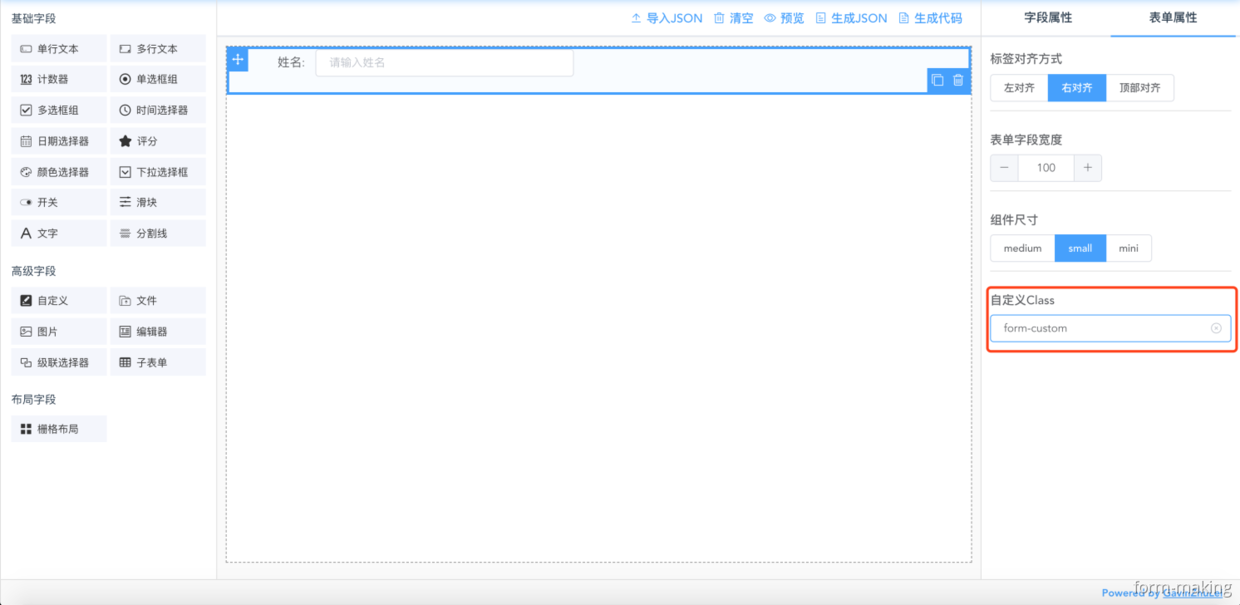 基础字段
单行文本
多行文本
123 计数器
单选框组
多选框组
时间选择器
日期选择器
评分
颜色选择器
下拉选择框
开关
滑块
A 文字
分割线
高级字段
自定义
文件
图片
编辑器
级联选择器
子表单
布局字段
栅格布局
导入JSON 清空 预览 生成JSON 生成代码
姓名: 请输入姓名
字段属性 表单属性
标签对齐方式
左对齐 右对齐 顶部对齐
表单字段宽度
− 100 +
组件尺寸
medium small mini
自定义Class
form-custom
form-making
Powered by